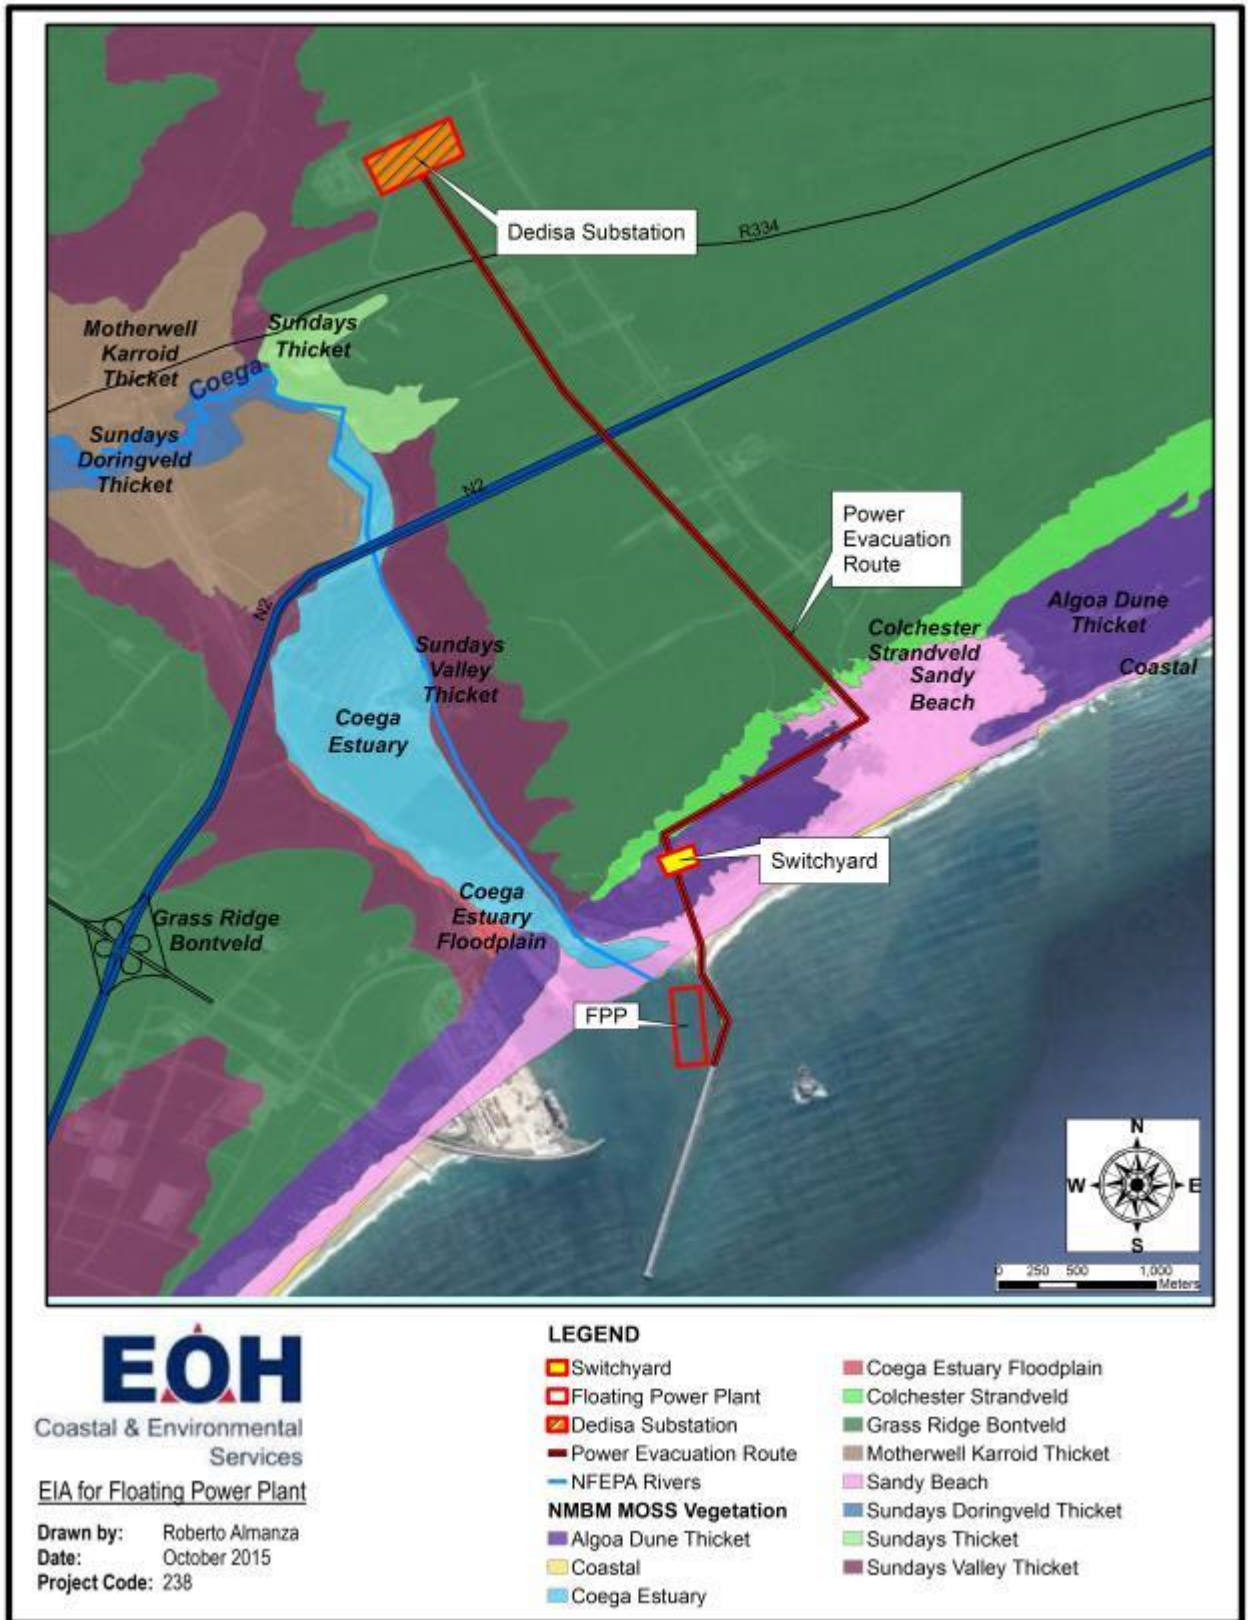 Dedisa Substation
R334
Motherwell
Karroid
Thicket
Sundays
Thicket
Coega
Sundays
Doringveld
Thicket
N2
Power
Evacuation
Route
N2
Algoa Dune
Thicket
Colchester
Strandveld
Sandy
Beach
Coastal
Sundays
Valley
Thicket
Coega
Estuary
Switchyard
Coega
Estuary
Floodplain
Grass Ridge
Bontveld
FPP
N
W
E
S
0 250 500 1,000
Meters
EOH
Coastal & Environmental
Services
EIA for Floating Power Plant
Drawn by: Roberto Almanza
Date: October 2015
Project Code: 238
LEGEND
Switchyard
Floating Power Plant
Dedisa Substation
Power Evacuation Route
NFEPA Rivers
NMBM MOSS Vegetation
Algoa Dune Thicket
Coastal
Coega Estuary
Coega Estuary Floodplain
Colchester Strandveld
Grass Ridge Bontveld
Motherwell Karroid Thicket
Sandy Beach
Sundays Doringveld Thicket
Sundays Thicket
Sundays Valley Thicket